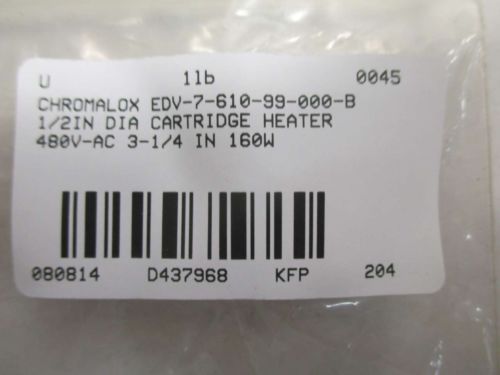 U 11b 0045
CHROMALOX EDV-7-610-99-000-B
1/2IN DIA CARTRIDGE HEATER
480V-AC 3-1/4 IN 160W
080814 D437968 KFP 204